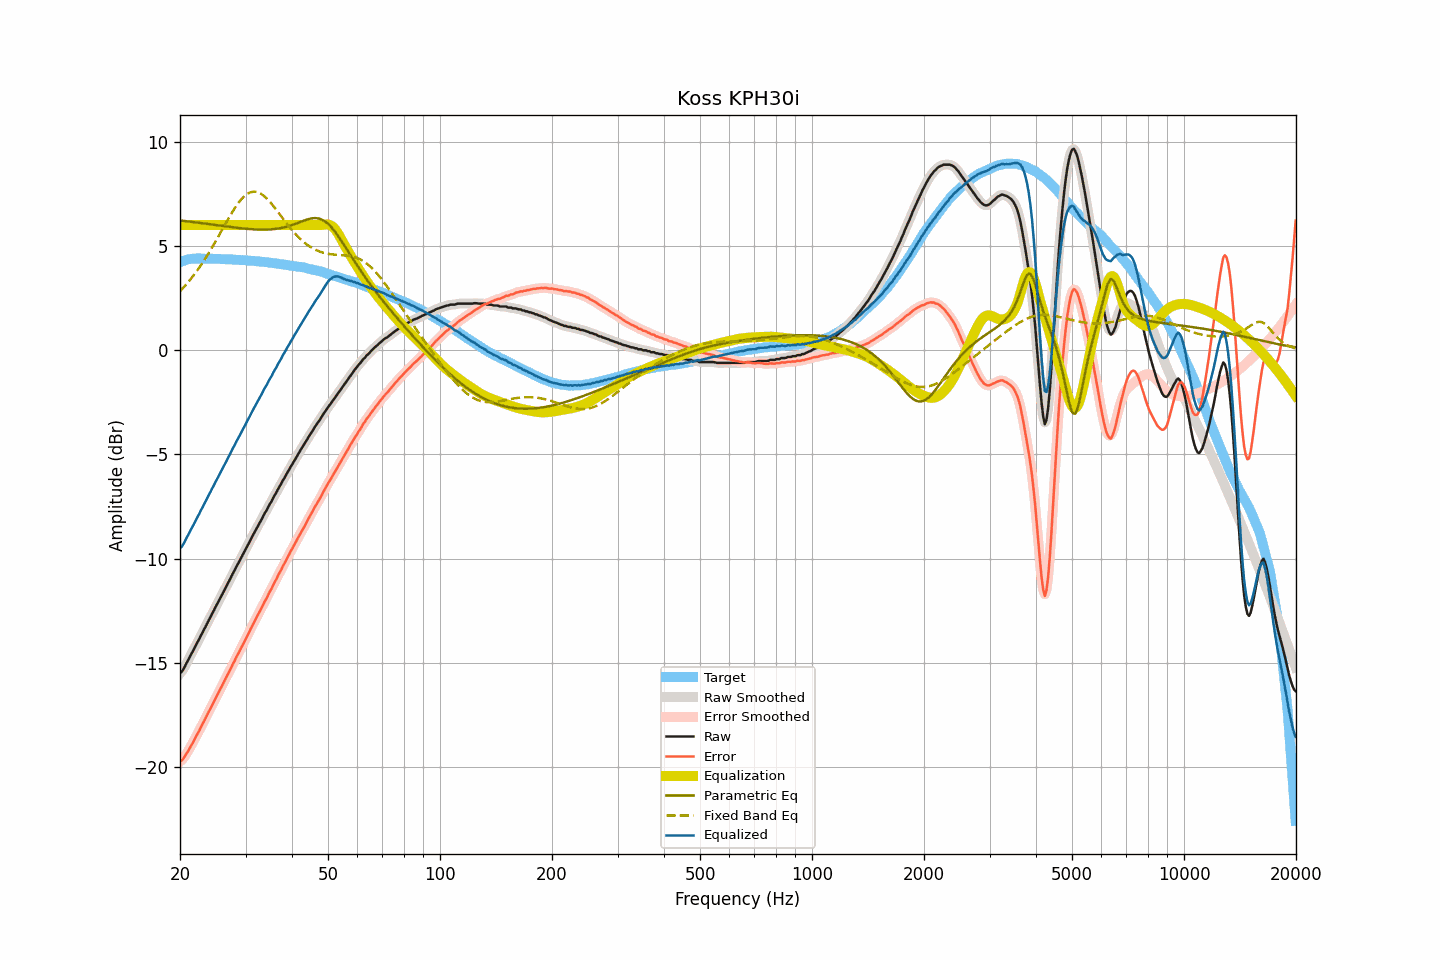 Koss KPH30i
10
5
0
−5
−10
−15
−20
Amplitude (dBr)
Target
Raw Smoothed
Error Smoothed
Raw
Error
Equalization
Parametric Eq
Fixed Band Eq
Equalized
20 50 100 200 500 1000 2000 5000 10000 20000
Frequency (Hz)